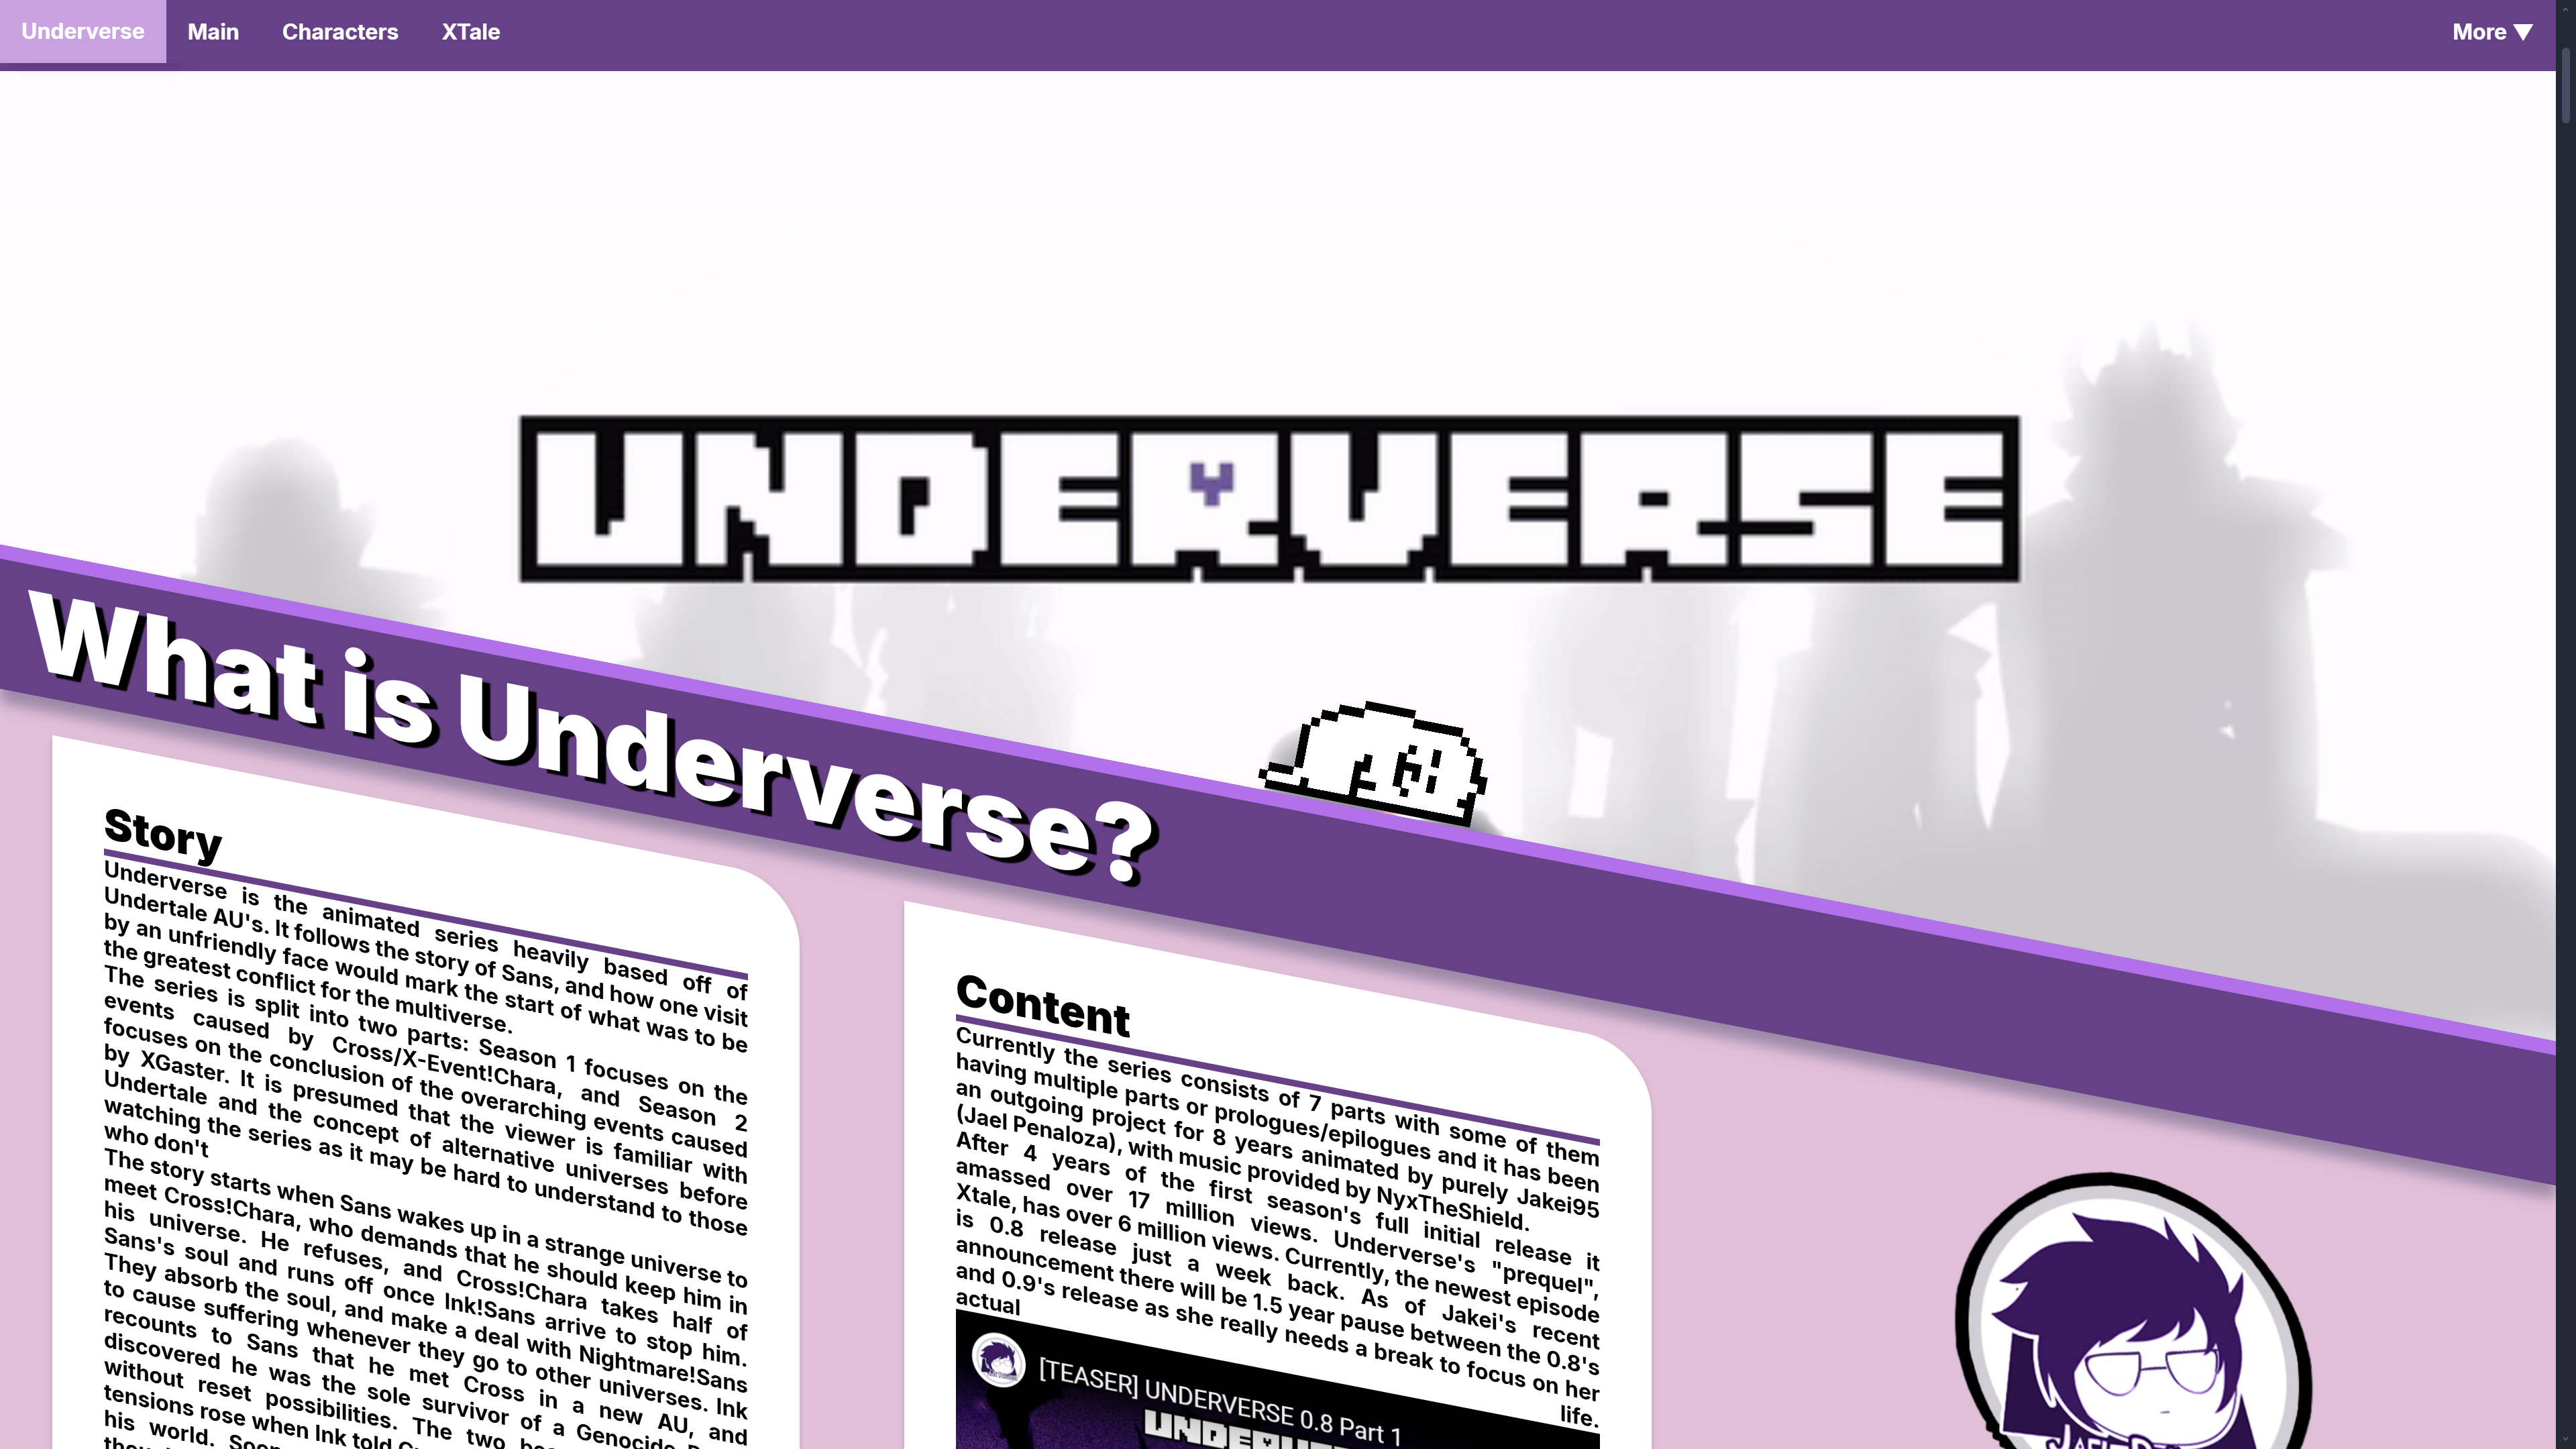 Underverse
Main
Characters
XTale
More ▼
UNDERVERSE
What is Underverse?
Story
Underverse is the animated series heavily based off of
Undertale AU's. It follows the story of Sans, and how one visit
by an unfriendly face would mark the start of what was to be
the greatest conflict for the multiverse.
The series is split into two parts: Season 1 focuses on the
events caused by Cross/X-Event!Chara, and Season 2
focuses on the conclusion of the overarching events caused
by XGaster. It is presumed that the viewer is familiar with
Undertale and the concept of alternative universes before
watching the series as it may be hard to understand to those
who don't
The story starts when Sans wakes up in a strange universe to
meet Cross!Chara, who demands that he should keep him in
his universe. He refuses, and Cross!Chara takes half of
Sans's soul and runs off once Ink!Sans arrive to stop him.
They absorb the soul, and make a deal with Nightmare!Sans
to cause suffering whenever they go to other universes. Ink
recounts to Sans that he met Cross in a new AU, and
discovered he was the sole survivor of a Genocide
without reset possibilities. The two
tensions rose when Ink told
his world. Soon
Content
Currently the series consists of 7 parts with some of them
having multiple parts or prologues/epilogues and it has been
an outgoing project for 8 years animated by purely Jakei95
(Jael Penaloza), with music provided by NyxTheShield.
After 4 years of the first season's full initial release it
amassed over 17 million views. Underverse's "prequel",
Xtale, has over 6 million views. Currently, the newest episode
is 0.8 release just a week back. As of Jakei's recent
announcement there will be 1.5 year pause between the 0.8's
and 0.9's release as she really needs a break to focus on her
actual life.
[TEASER] UNDERVERSE 0.8 Part 1